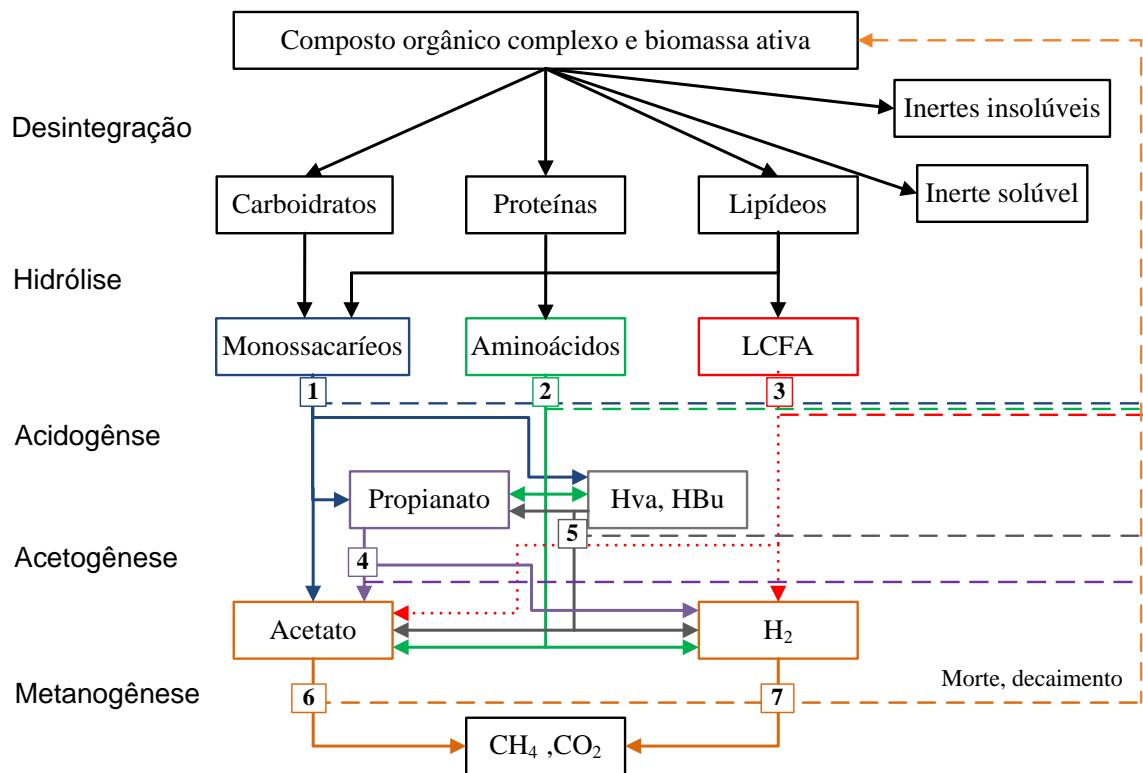 Composto orgânico complexo e biomassa ativa
Inertes insolúveis
Desintegração
Carboidratos
Proteínas
Lipídeos
Inerte solúvel
Hidrólise
Monossacaríeos
Aminoácidos
LCFA
1
2
3
Acidogênse
Propianato
Hva, HBu
5
Acetogênese
4
Acetato
H₂
Metanogênese
6
7
Morte, decaimento
CH₄ ,CO₂